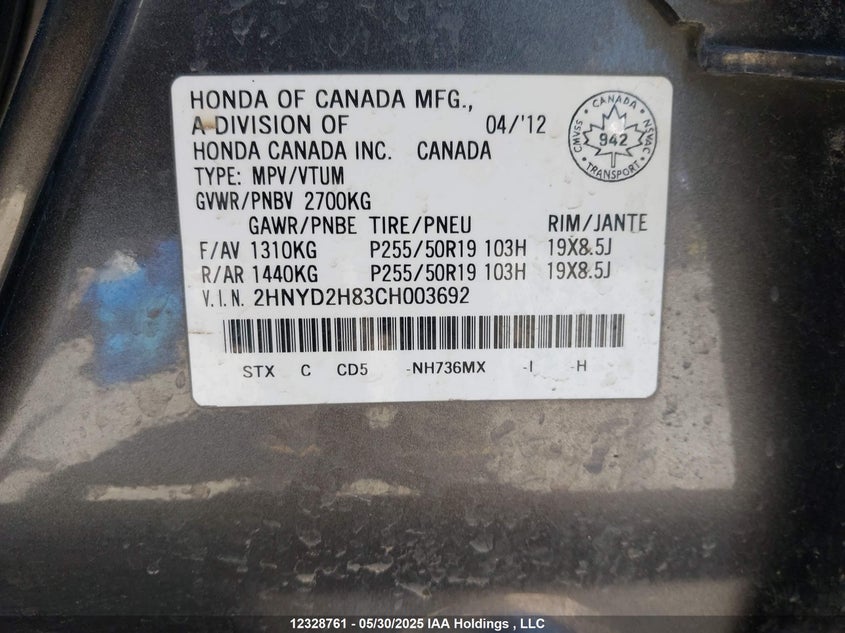 HONDA OF CANADA MFG.,
A DIVISION OF 04/'12
HONDA CANADA INC. CANADA
TYPE: MPV/VTUM
GVWR/PNBV 2700KG
GAWR/PNBE TIRE/PNEU RIM/JANTE
F/AV 1310KG P255/50R19 103H 19X8.5J
R/AR 1440KG P255/50R19 103H 19X8.5J
V.I.N. 2HNYD2H83CH003692
STX C CD5 -NH736MX -I -H
CANADA
CMVSS 942 NSVAC
TRANSPORT
12328761 - 05/30/2025 IAA Holdings , LLC